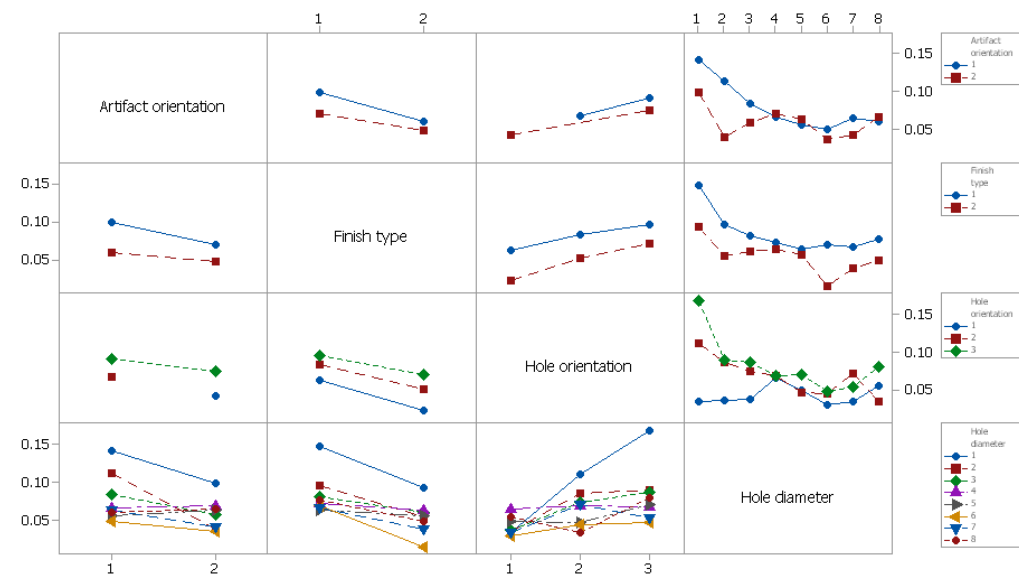 1 2 1 2 3 4 5 6 7 8
Artifact orientation
0.15
0.10
0.05
Artifact
orientation
1
2
0.15
0.10
0.05
Finish type
Finish
type
1
2
Hole orientation
0.15
0.10
0.05
Hole
orientation
1
2
3
0.15
0.10
0.05
Hole diameter
Hole
diameter
1
2
3
4
5
6
7
8
1 2 1 2 3